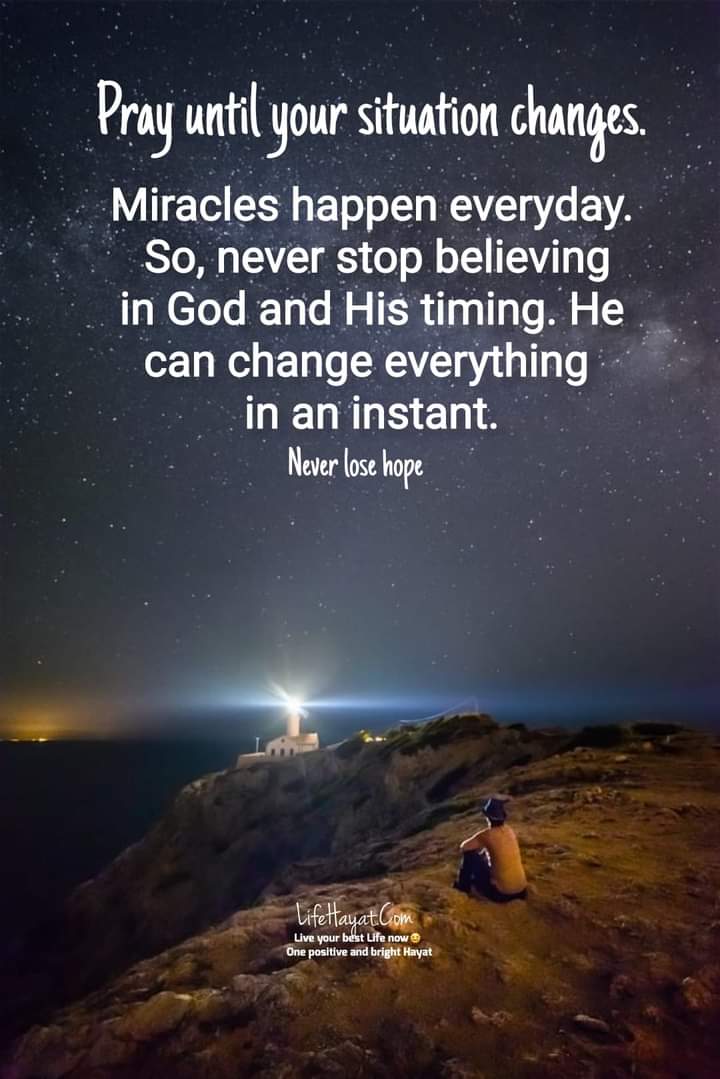 Pray until your situation changes.
Miracles happen everyday.
So, never stop believing
in God and His timing. He
can change everything
in an instant.
Never lose hope
LifeHayat.Com
Live your best Life now😊
One positive and bright Hayat